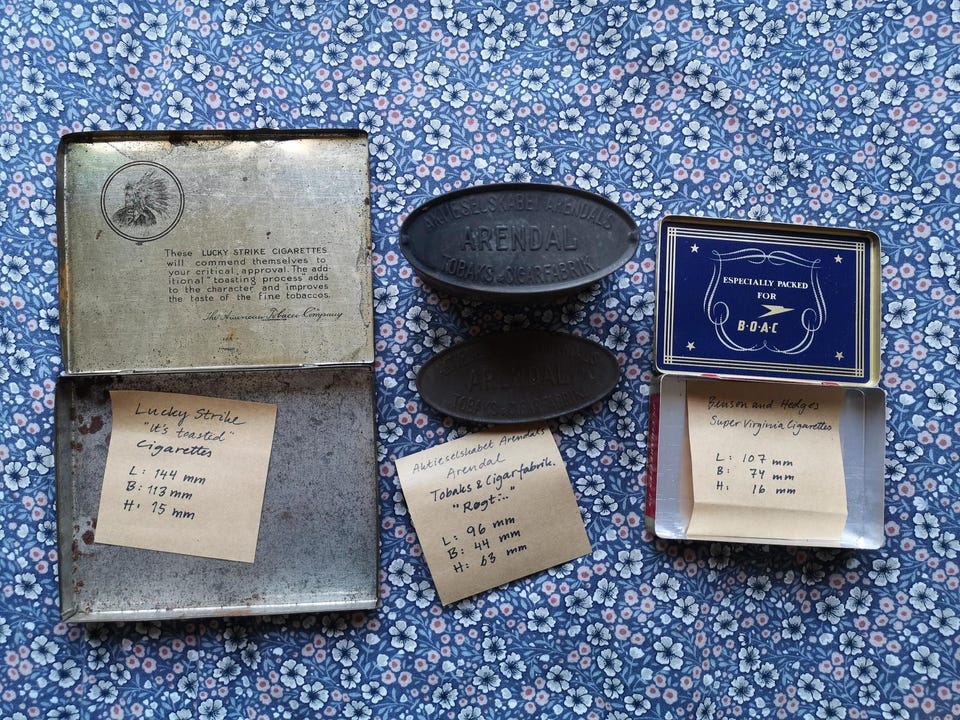 These LUCKY STRIKE CIGARETTES
will commend themselves to
your critical approval. The add-
itional "toasting process" adds
to the character and improves
the taste of the fine tobaccos.
The American Tobacco Company
Lucky Strike
"it's toasted"
Cigarettes
L: 144 mm
B: 113 mm
H: 15 mm
AKTIESELSKABET ARENDALS
ARENDAL
TOBAKS & CIGARFABRIK
ARENDAL
Aktieselskabet Arendals
Arendal
Tobaks & Cigarfabrik.
"Røgt:.."
L: 96 mm
B: 44 mm
H: 63 mm
ESPECIALLY PACKED
FOR
B·O·A·C
Benson and Hedges
Super Virginia Cigarettes
L: 107 mm
B: 74 mm
H: 16 mm